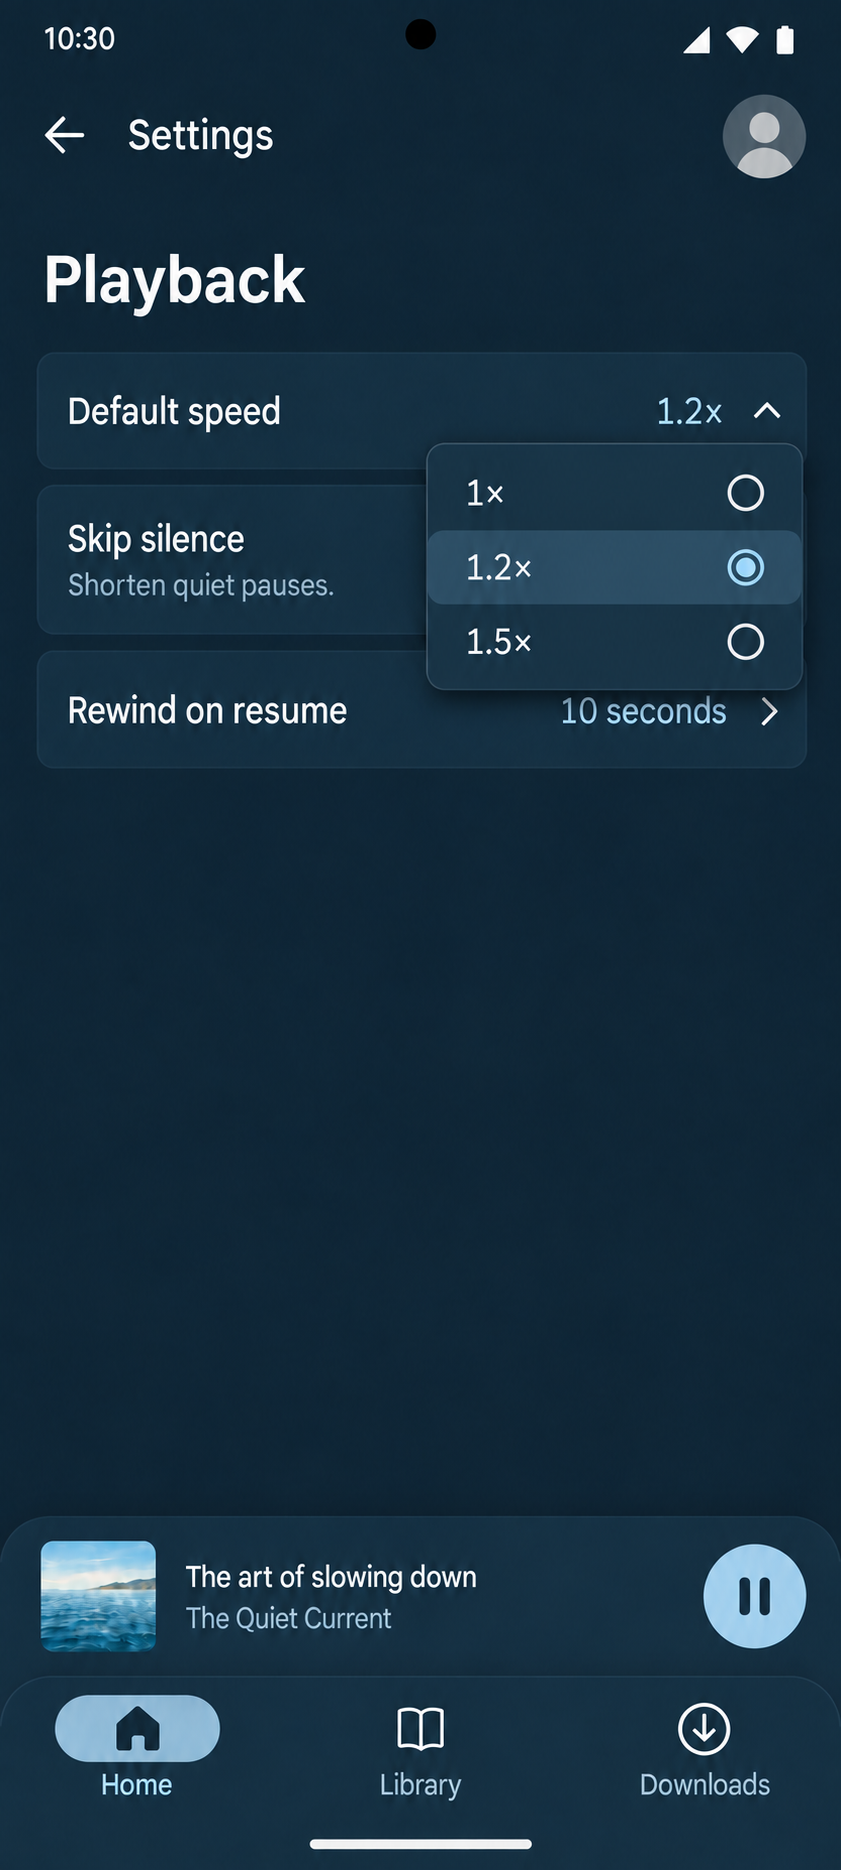 10:30
Settings
Playback
Default speed 1.2x
1×
Skip silence
1.2×
Shorten quiet pauses.
1.5×
Rewind on resume 10 seconds
The art of slowing down
The Quiet Current
Home Library Downloads